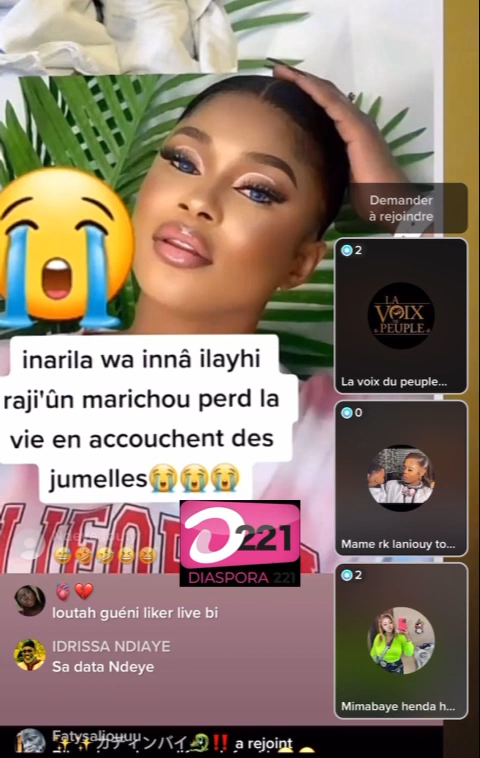 Demander
à rejoindre
2
LA
VOIX
PEUPLE
La voix du peuple...
inarila wa innâ ilayhi
raji'ûn marichou perd la
vie en accouchent des
jumelles😭😭😭
0
Mame rk laniouy to...
221
DIASPORA 221
😂🤣🤣😂😂
🫀❤️
loutah guéni liker live bi
IDRISSA NDIAYE
Sa data Ndeye
2
Mimabaye henda h...
Fatysaliouuu
a rejoint